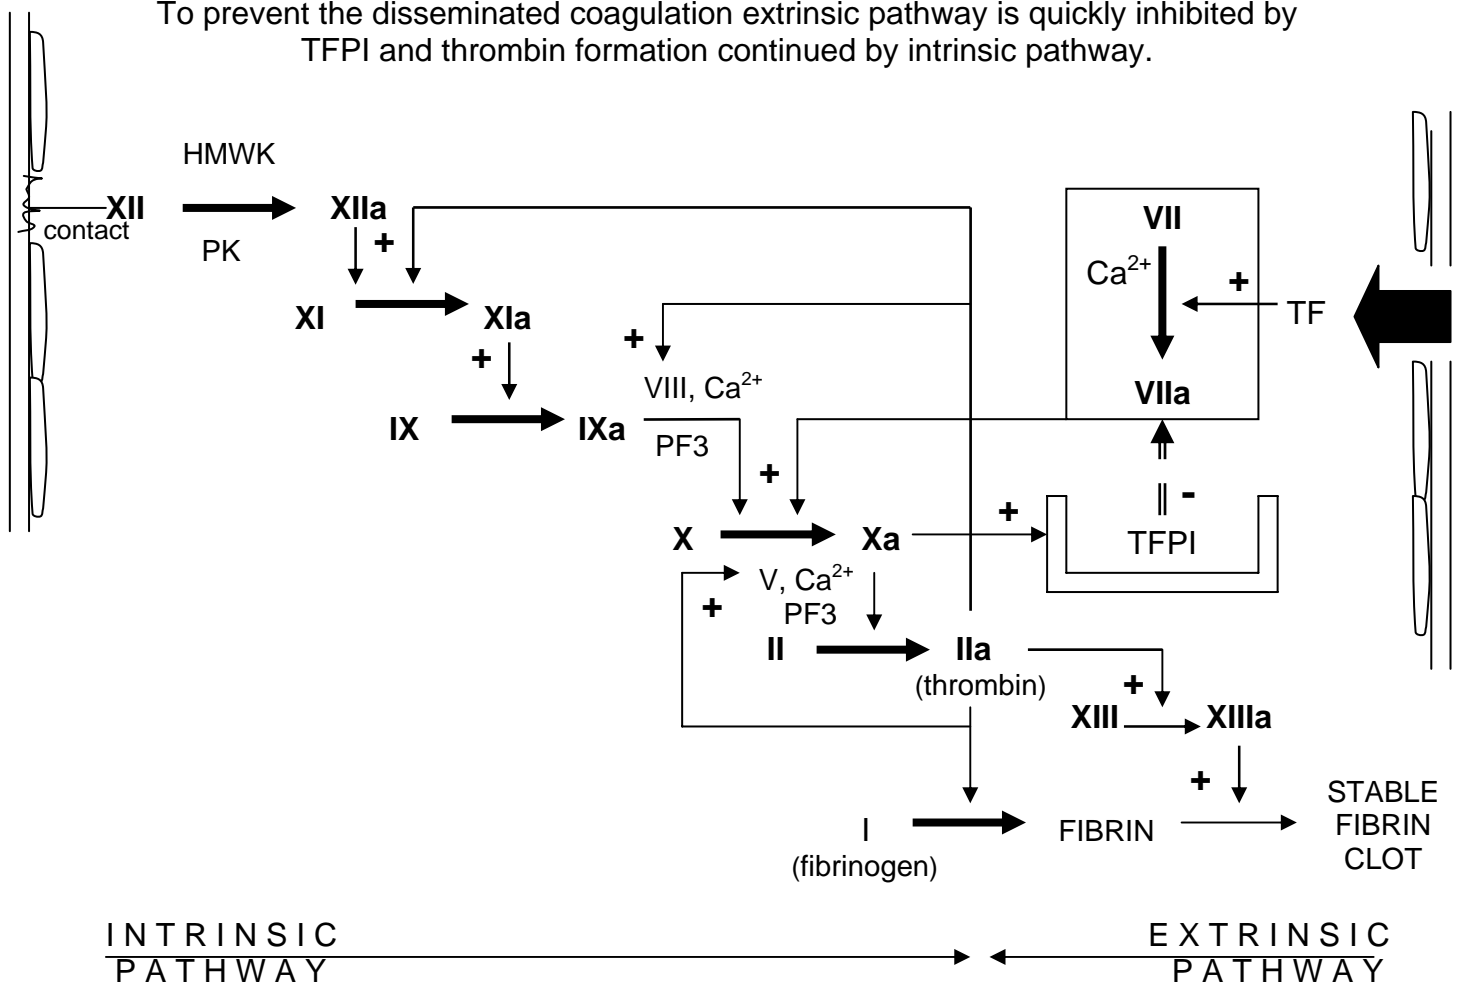 To prevent the disseminated coagulation extrinsic pathway is quickly inhibited by
TFPI and thrombin formation continued by intrinsic pathway.
HMWK
XII
XIIa
contact
PK
+
VII
Ca²⁺
+
TF
XI
XIa
+
+
VIII, Ca²⁺
VIIa
IX
IXa
PF3
+
-
+
X
Xa
TFPI
V, Ca²⁺
+
PF3
II
IIa
(thrombin)
+
XIII
XIIIa
+
I
(fibrinogen)
FIBRIN
STABLE
FIBRIN
CLOT
INTRINSIC
PATHWAY
EXTRINSIC
PATHWAY